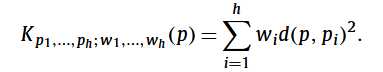 K_{p_1,...,p_h;w_1,...,w_h}(p) = \sum_{i=1}^{h} w_i d(p, p_i)^2.